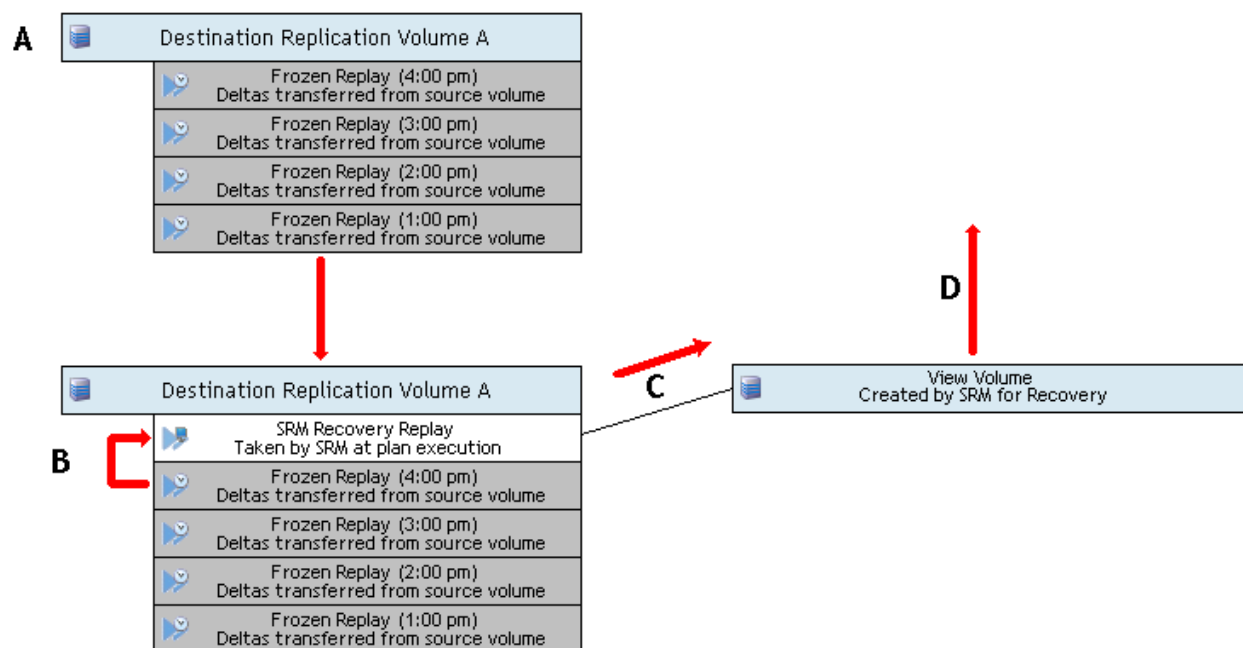 A
Destination Replication Volume A
Frozen Replay (4:00 pm)
Deltas transferred from source volume
Frozen Replay (3:00 pm)
Deltas transferred from source volume
Frozen Replay (2:00 pm)
Deltas transferred from source volume
Frozen Replay (1:00 pm)
Deltas transferred from source volume
D
C
Destination Replication Volume A
View Volume
Created by SRM for Recovery
B
SRM Recovery Replay
Taken by SRM at plan execution
Frozen Replay (4:00 pm)
Deltas transferred from source volume
Frozen Replay (3:00 pm)
Deltas transferred from source volume
Frozen Replay (2:00 pm)
Deltas transferred from source volume
Frozen Replay (1:00 pm)
Deltas transferred from source volume